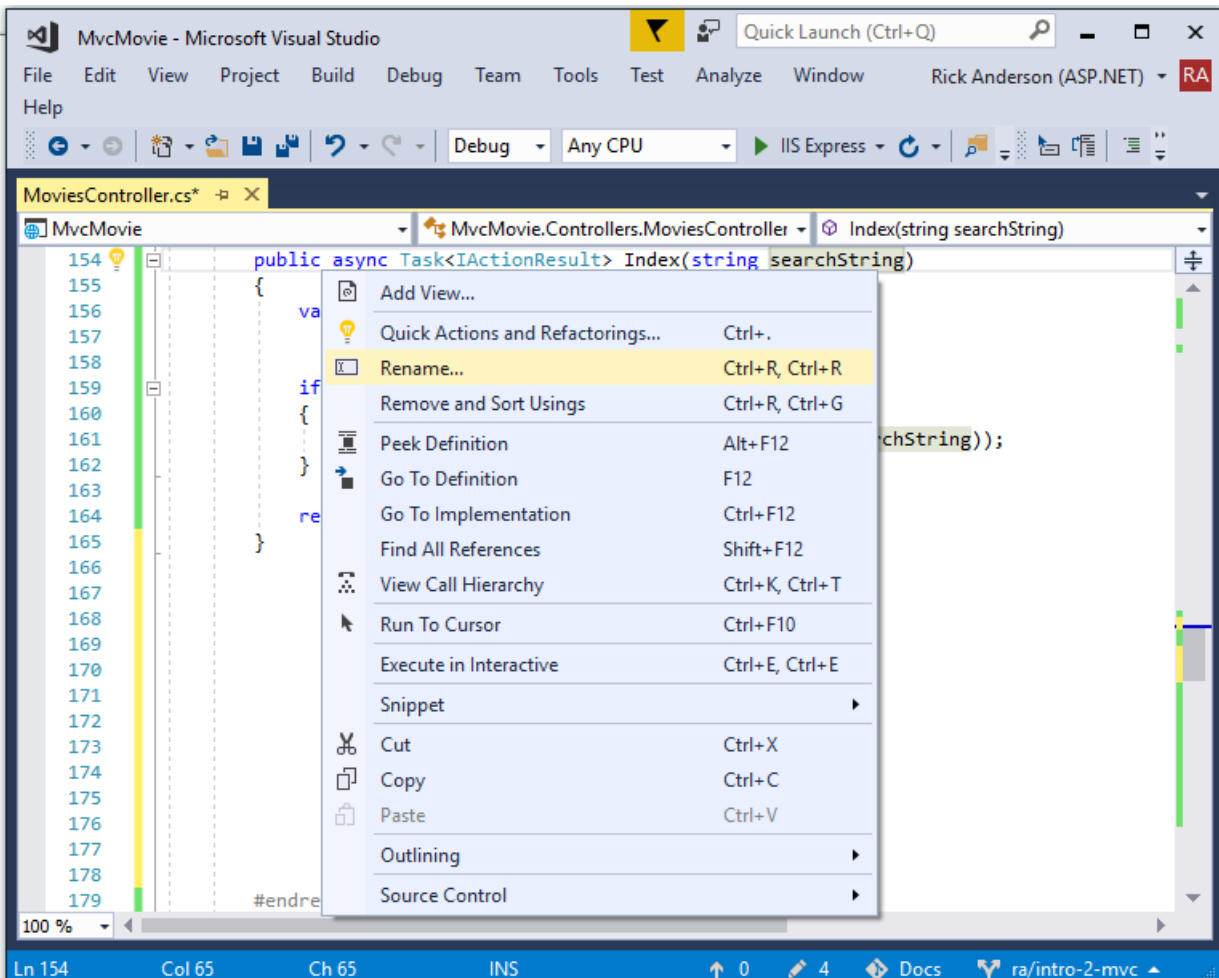 MvcMovie - Microsoft Visual Studio
Quick Launch (Ctrl+Q)
File Edit View Project Build Debug Team Tools Test Analyze Window Rick Anderson (ASP.NET) RA
Help
Debug Any CPU IIS Express
MoviesController.cs*
MvcMovie MvcMovie.Controllers.MoviesController Index(string searchString)
154 public async Task<IActionResult> Index(string searchString)
155 {
Add View...
156 va
157
Quick Actions and Refactorings... Ctrl+.
158
Rename... Ctrl+R, Ctrl+R
159 if
Remove and Sort Usings Ctrl+R, Ctrl+G
160 {
161 chString));
Peek Definition Alt+F12
162 }
Go To Definition F12
163
164 re
Go To Implementation Ctrl+F12
165 }
Find All References Shift+F12
166
View Call Hierarchy Ctrl+K, Ctrl+T
167
168
Run To Cursor Ctrl+F10
169
170
Execute in Interactive Ctrl+E, Ctrl+E
171
Snippet
172
173
Cut Ctrl+X
174
Copy Ctrl+C
175
176
Paste Ctrl+V
177
Outlining
178
179 #endre
Source Control
100 %
Ln 154 Col 65 Ch 65 INS 0 4 Docs ra/intro-2-mvc